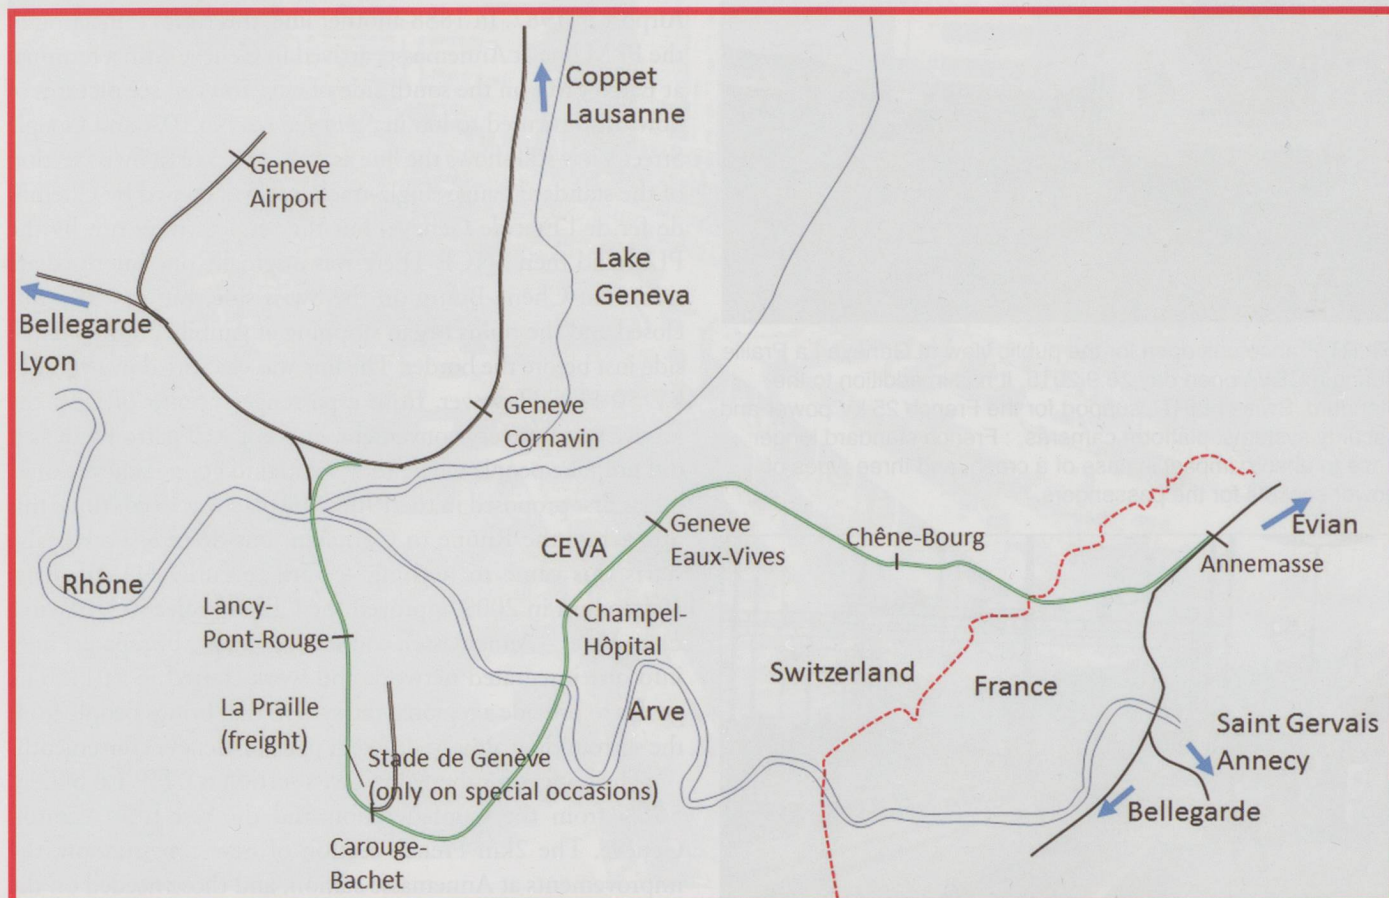 Coppet
Lausanne
Geneve
Airport
Lake
Geneva
Bellegarde
Lyon
Geneve
Cornavin
Évian
Geneve
Eaux-Vives
CEVA
Chêne-Bourg
Annemasse
Rhône
Lancy-
Pont-Rouge
Champel-
Hôpital
Switzerland
France
Arve
La Praille
(freight)
Saint Gervais
Annecy
Stade de Genève
(only on special occasions)
Bellegarde
Carouge-
Bachet